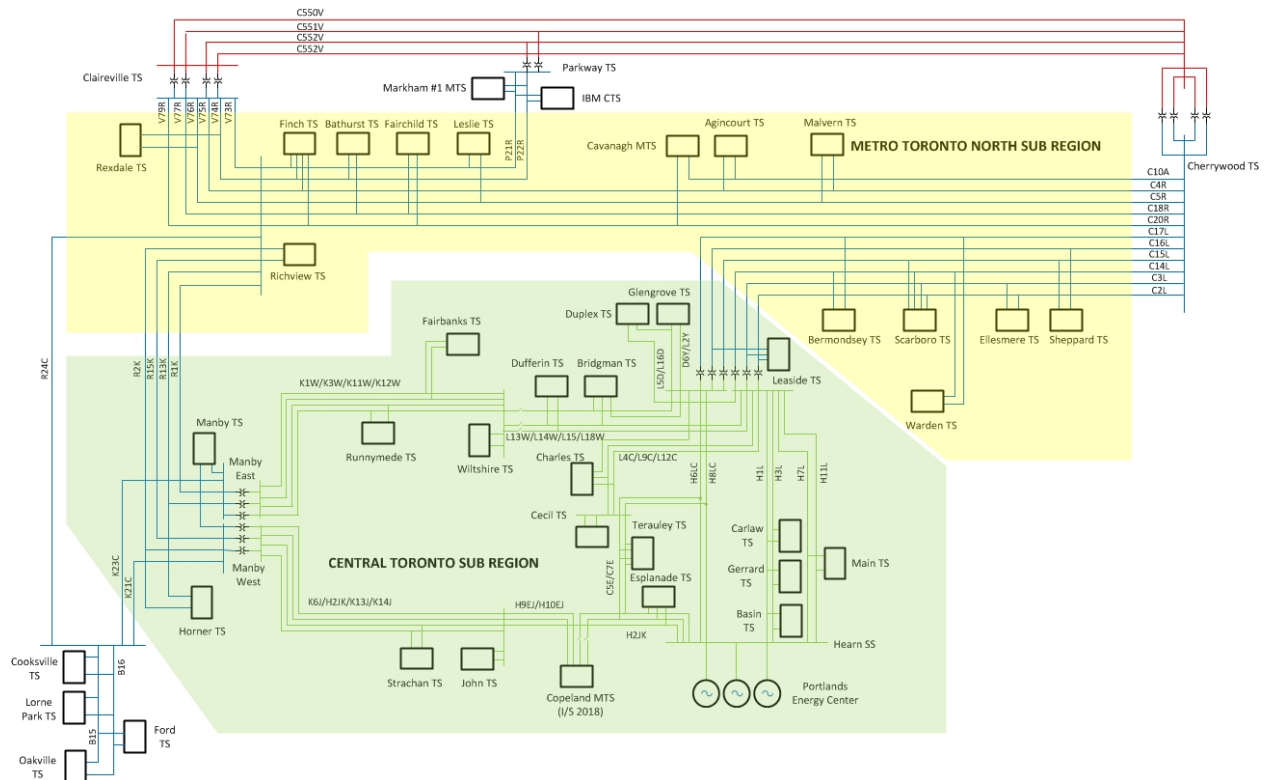 C550V
C551V
C552V
C552V
Claireville TS
Parkway TS
Markham #1 MTS
IBM CTS
V79R
V77R
V76R
V75R
V74R
V73R
P21R
P22R
Rexdale TS
Finch TS
Bathurst TS
Fairchild TS
Leslie TS
Cavanagh MTS
Agincourt TS
Malvern TS
METRO TORONTO NORTH SUB REGION
Cherrywood TS
C10A
C4R
C5R
C18R
C20R
C17L
C16L
C15L
C14L
C3L
C2L
Richview TS
Bermondsey TS
Scarboro TS
Ellesmere TS
Sheppard TS
Warden TS
Glengrove TS
Duplex TS
Fairbanks TS
Dufferin TS
Bridgman TS
L5D/L16D
D6Y/L2Y
Leaside TS
R24C
R2K
R15K
R13K
R1K
K1W/K3W/K11W/K12W
Manby TS
Manby
East
Runnymede TS
Wiltshire TS
L13W/L14W/L15/L18W
Charles TS
L4C/L9C/L12C
H6LC
H8LC
H1L
H3L
H7L
H11L
Cecil TS
Terauley TS
Carlaw
TS
CENTRAL TORONTO SUB REGION
Manby
West
K23C
K21C
C5E/C7E
Esplanade TS
Gerrard
TS
Main TS
Basin
TS
Horner TS
K6J/H2JK/K13J/K14J
H9EJ/H10EJ
H2JK
Hearn SS
Strachan TS
John TS
Copeland MTS
(I/S 2018)
Portlands
Energy Center
Cooksville
TS
B16
Lorne
Park TS
B15
Ford
TS
Oakville
TS